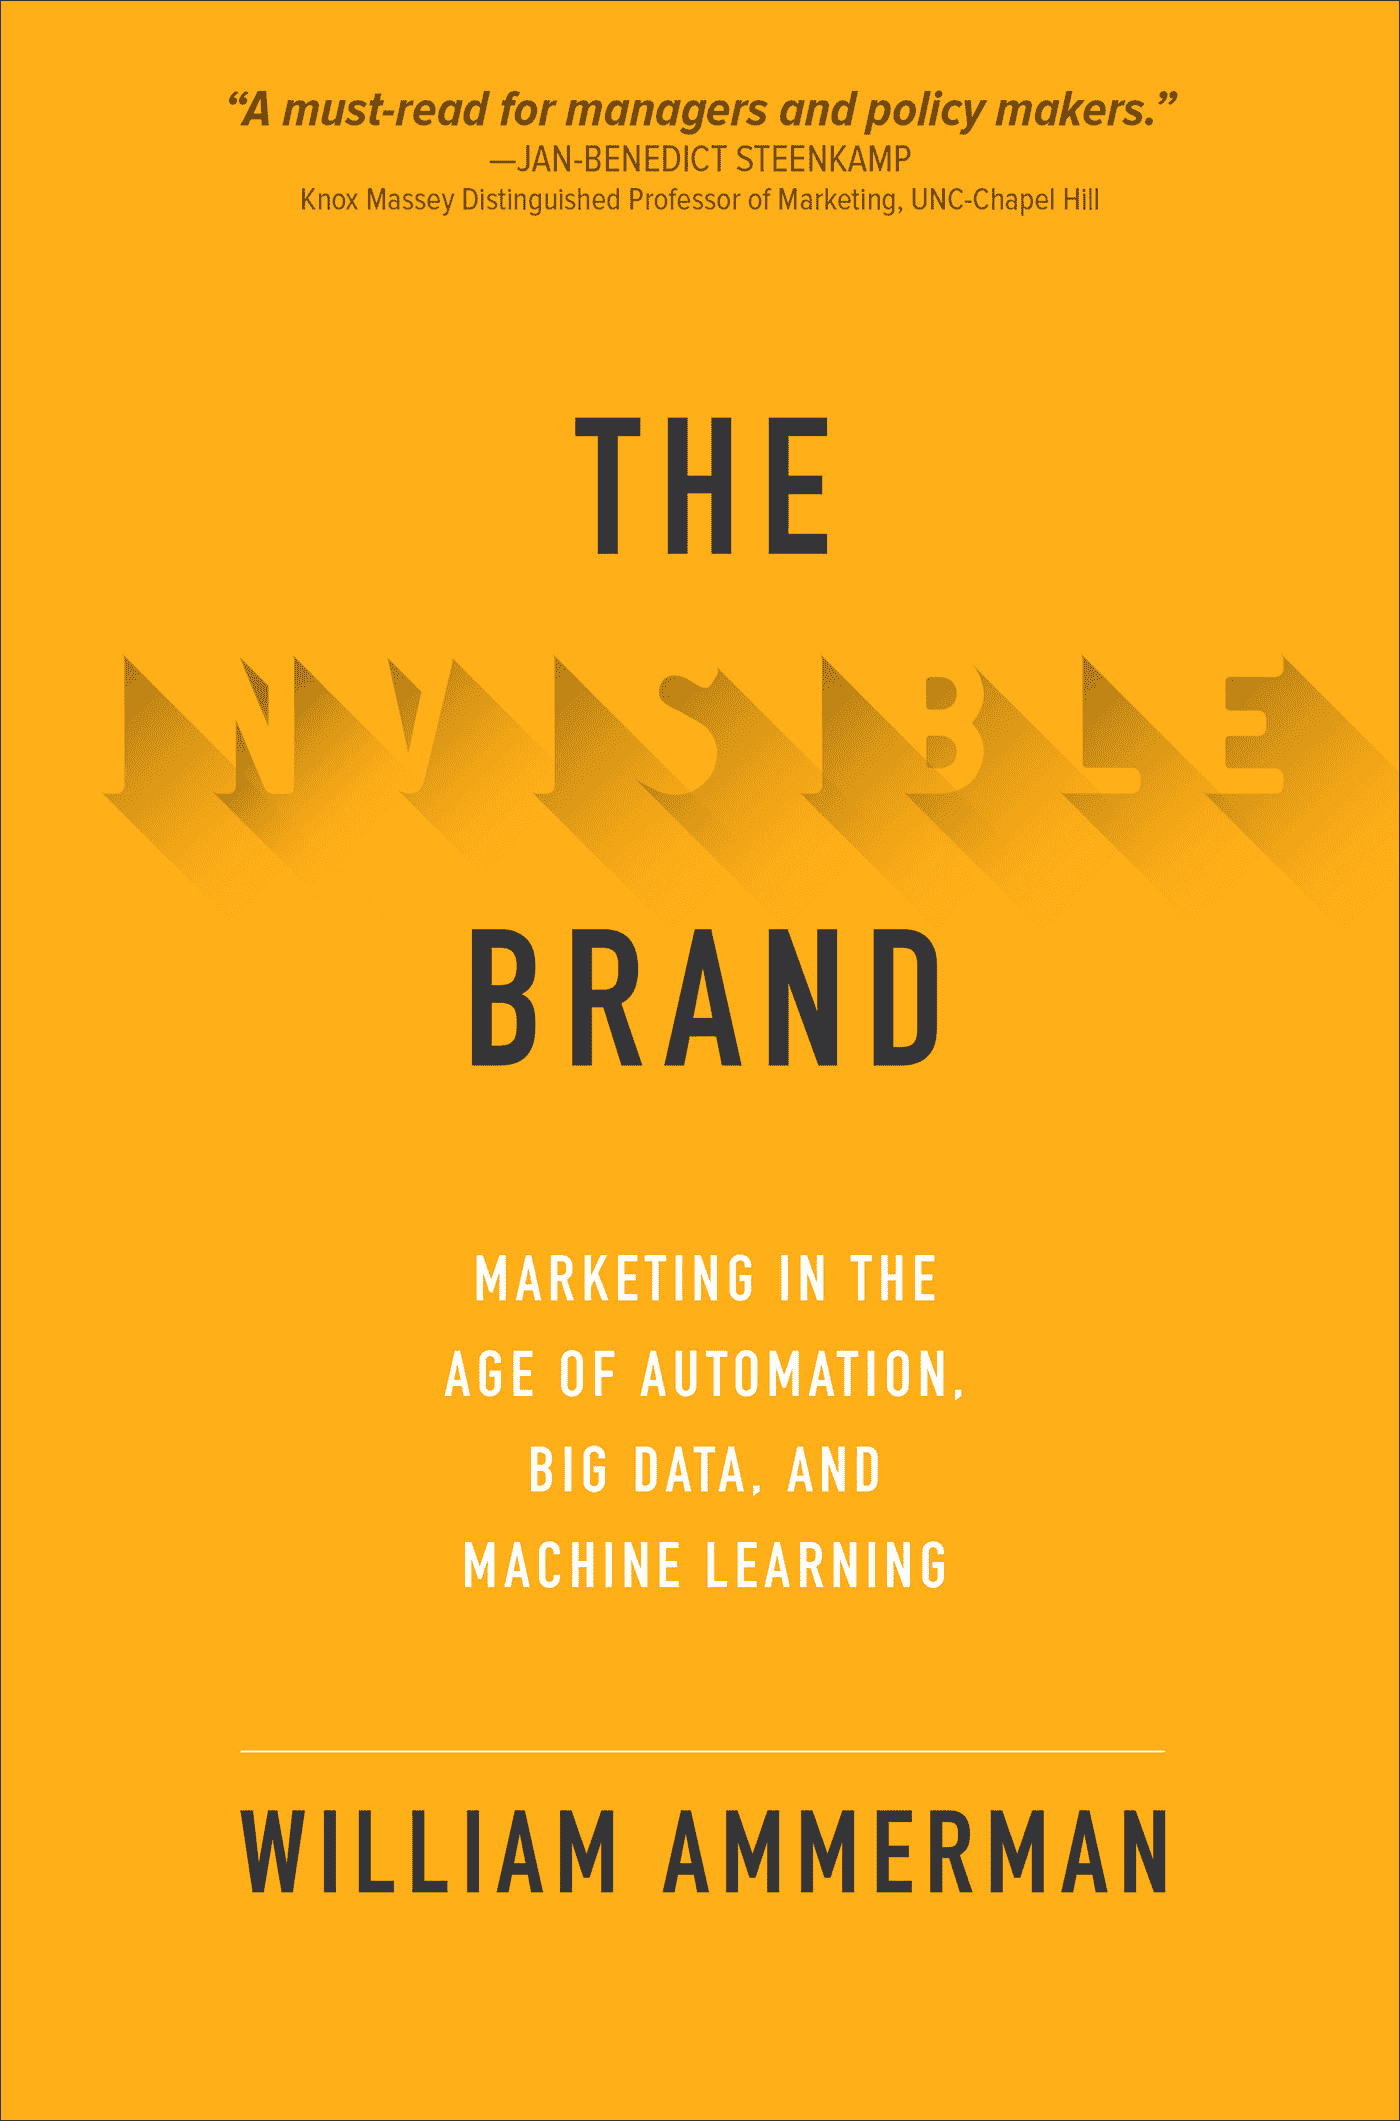 “A must-read for managers and policy makers.”
—JAN-BENEDICT STEENKAMP
Knox Massey Distinguished Professor of Marketing, UNC-Chapel Hill
THE
INVISIBLE
BRAND
MARKETING IN THE
AGE OF AUTOMATION,
BIG DATA, AND
MACHINE LEARNING
WILLIAM AMMERMAN